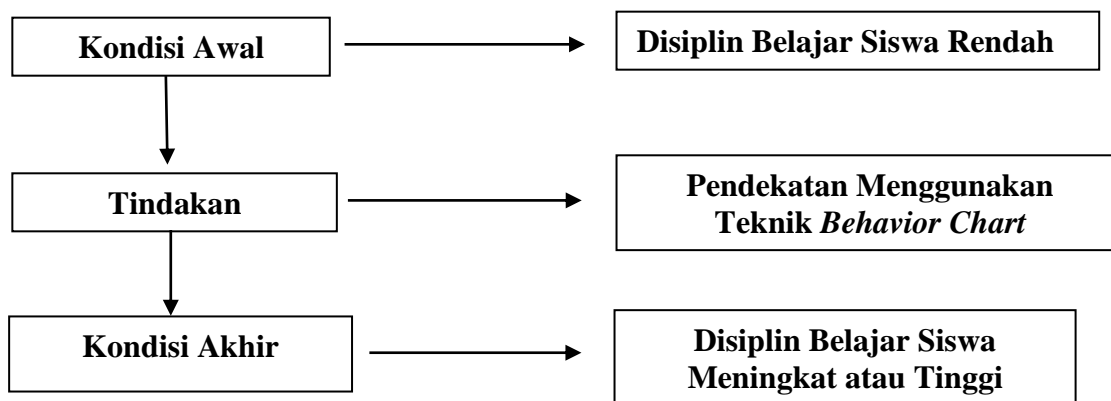 Kondisi Awal
Disiplin Belajar Siswa Rendah
Tindakan
Pendekatan Menggunakan
Teknik Behavior Chart
Kondisi Akhir
Disiplin Belajar Siswa
Meningkat atau Tinggi